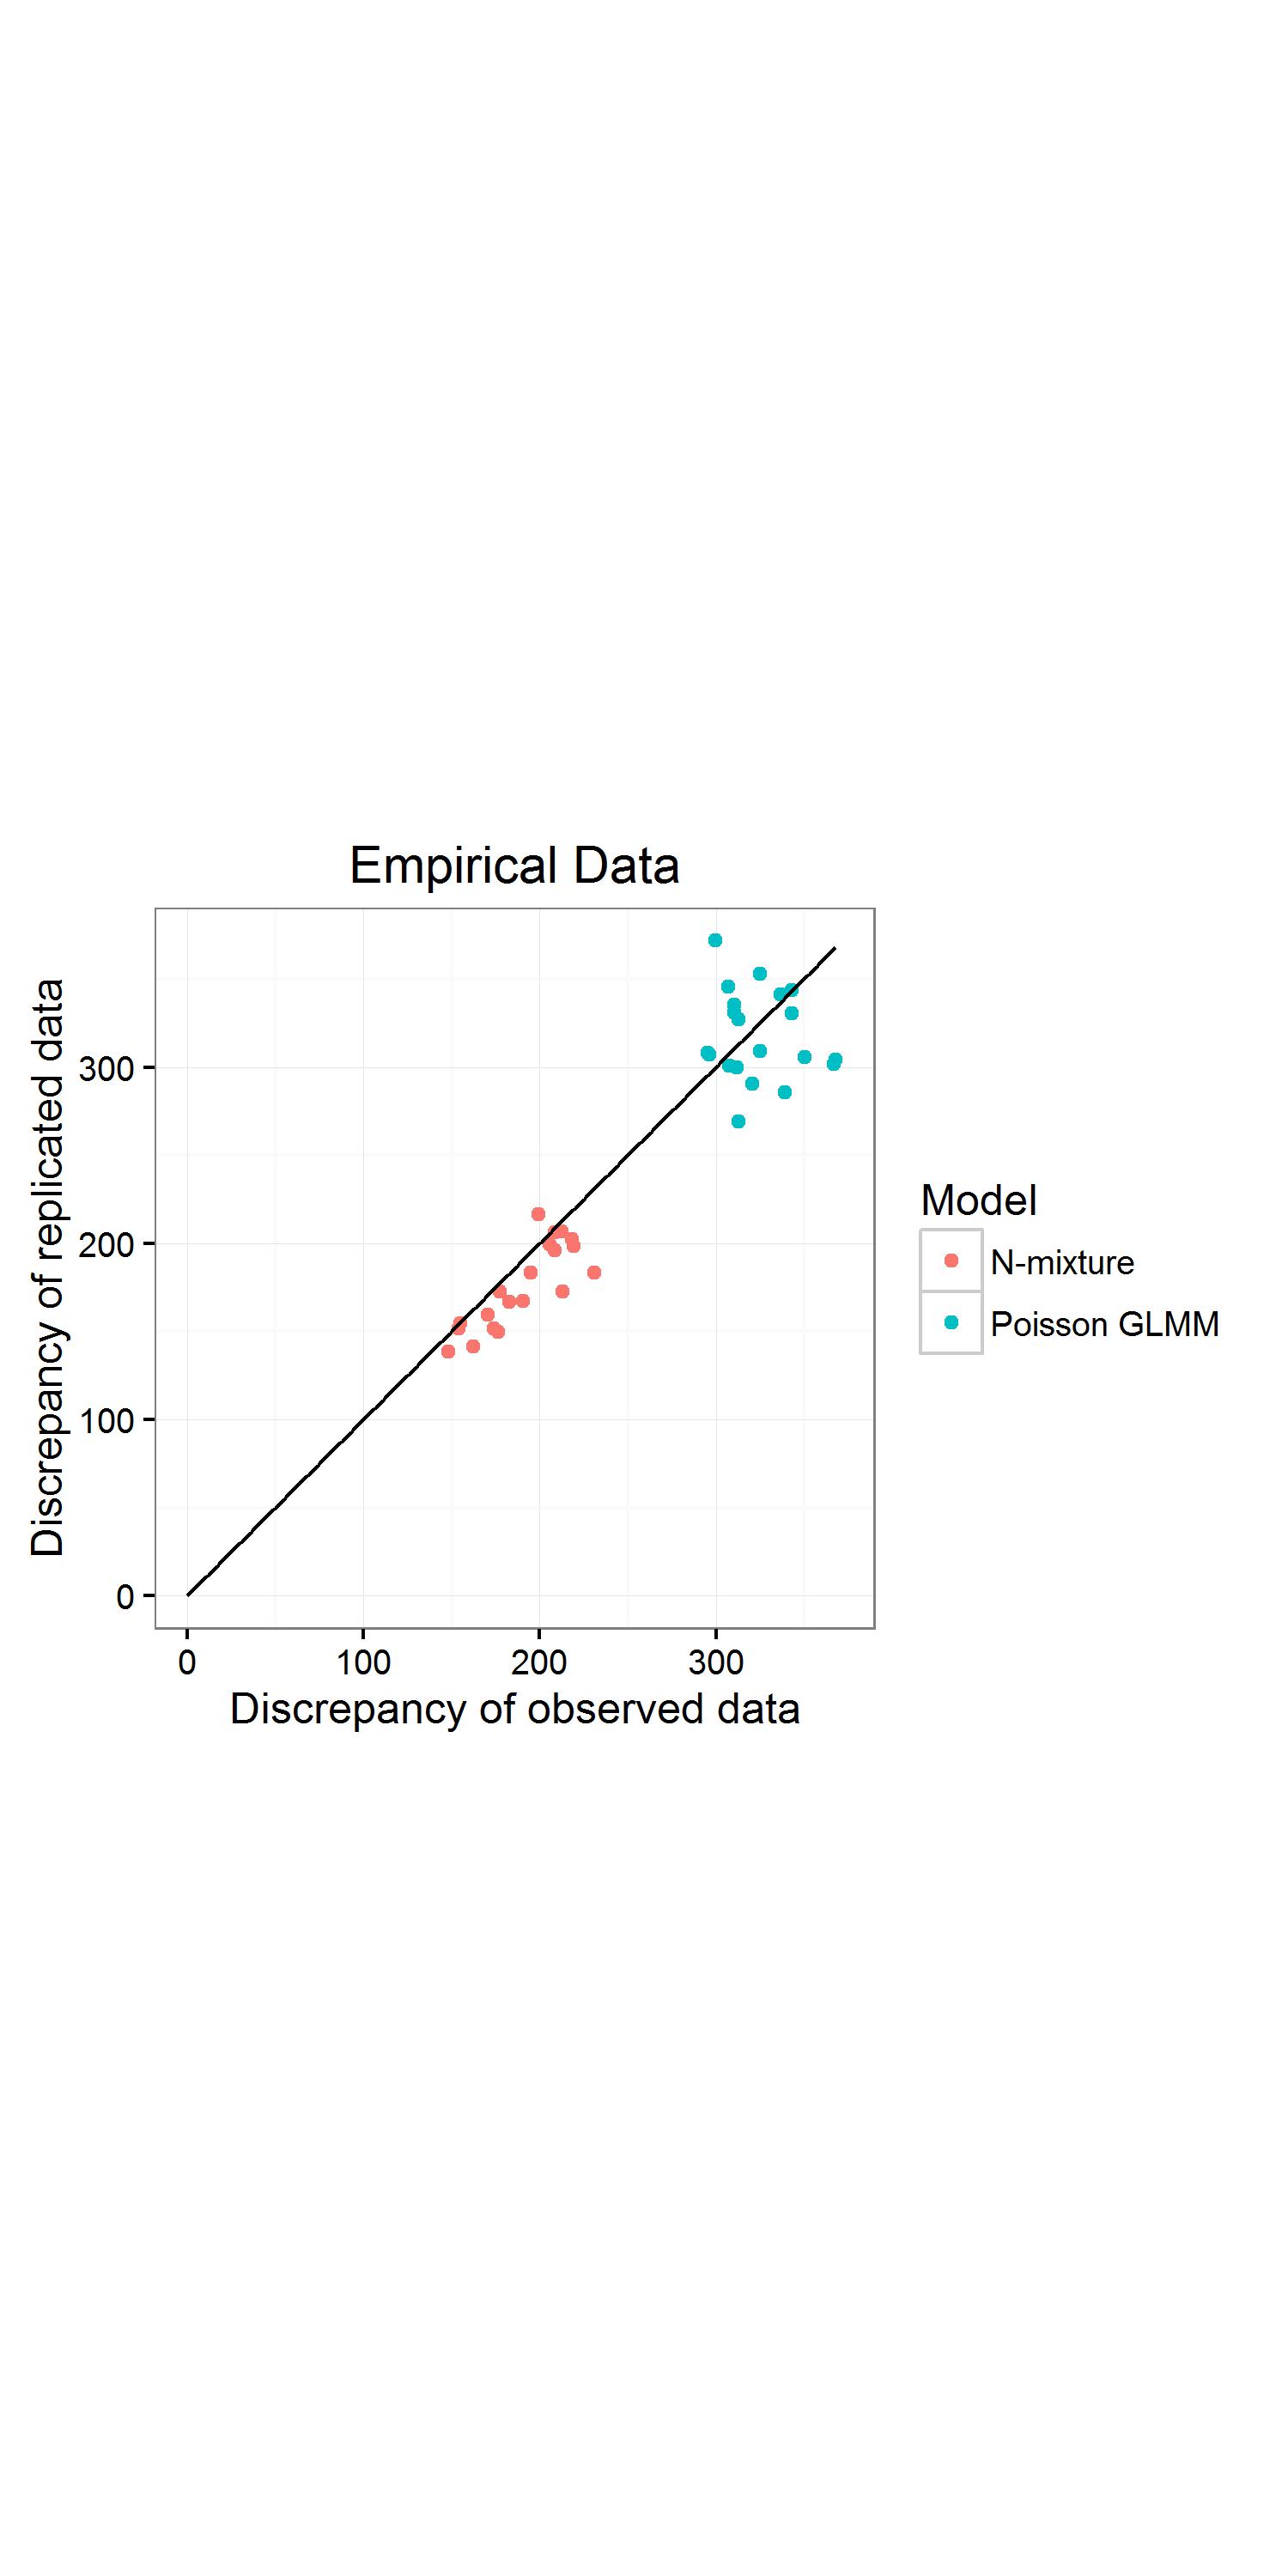 Empirical Data
Discrepancy of replicated data
300
200
100
0
0 100 200 300
Discrepancy of observed data
Model
N-mixture
Poisson GLMM